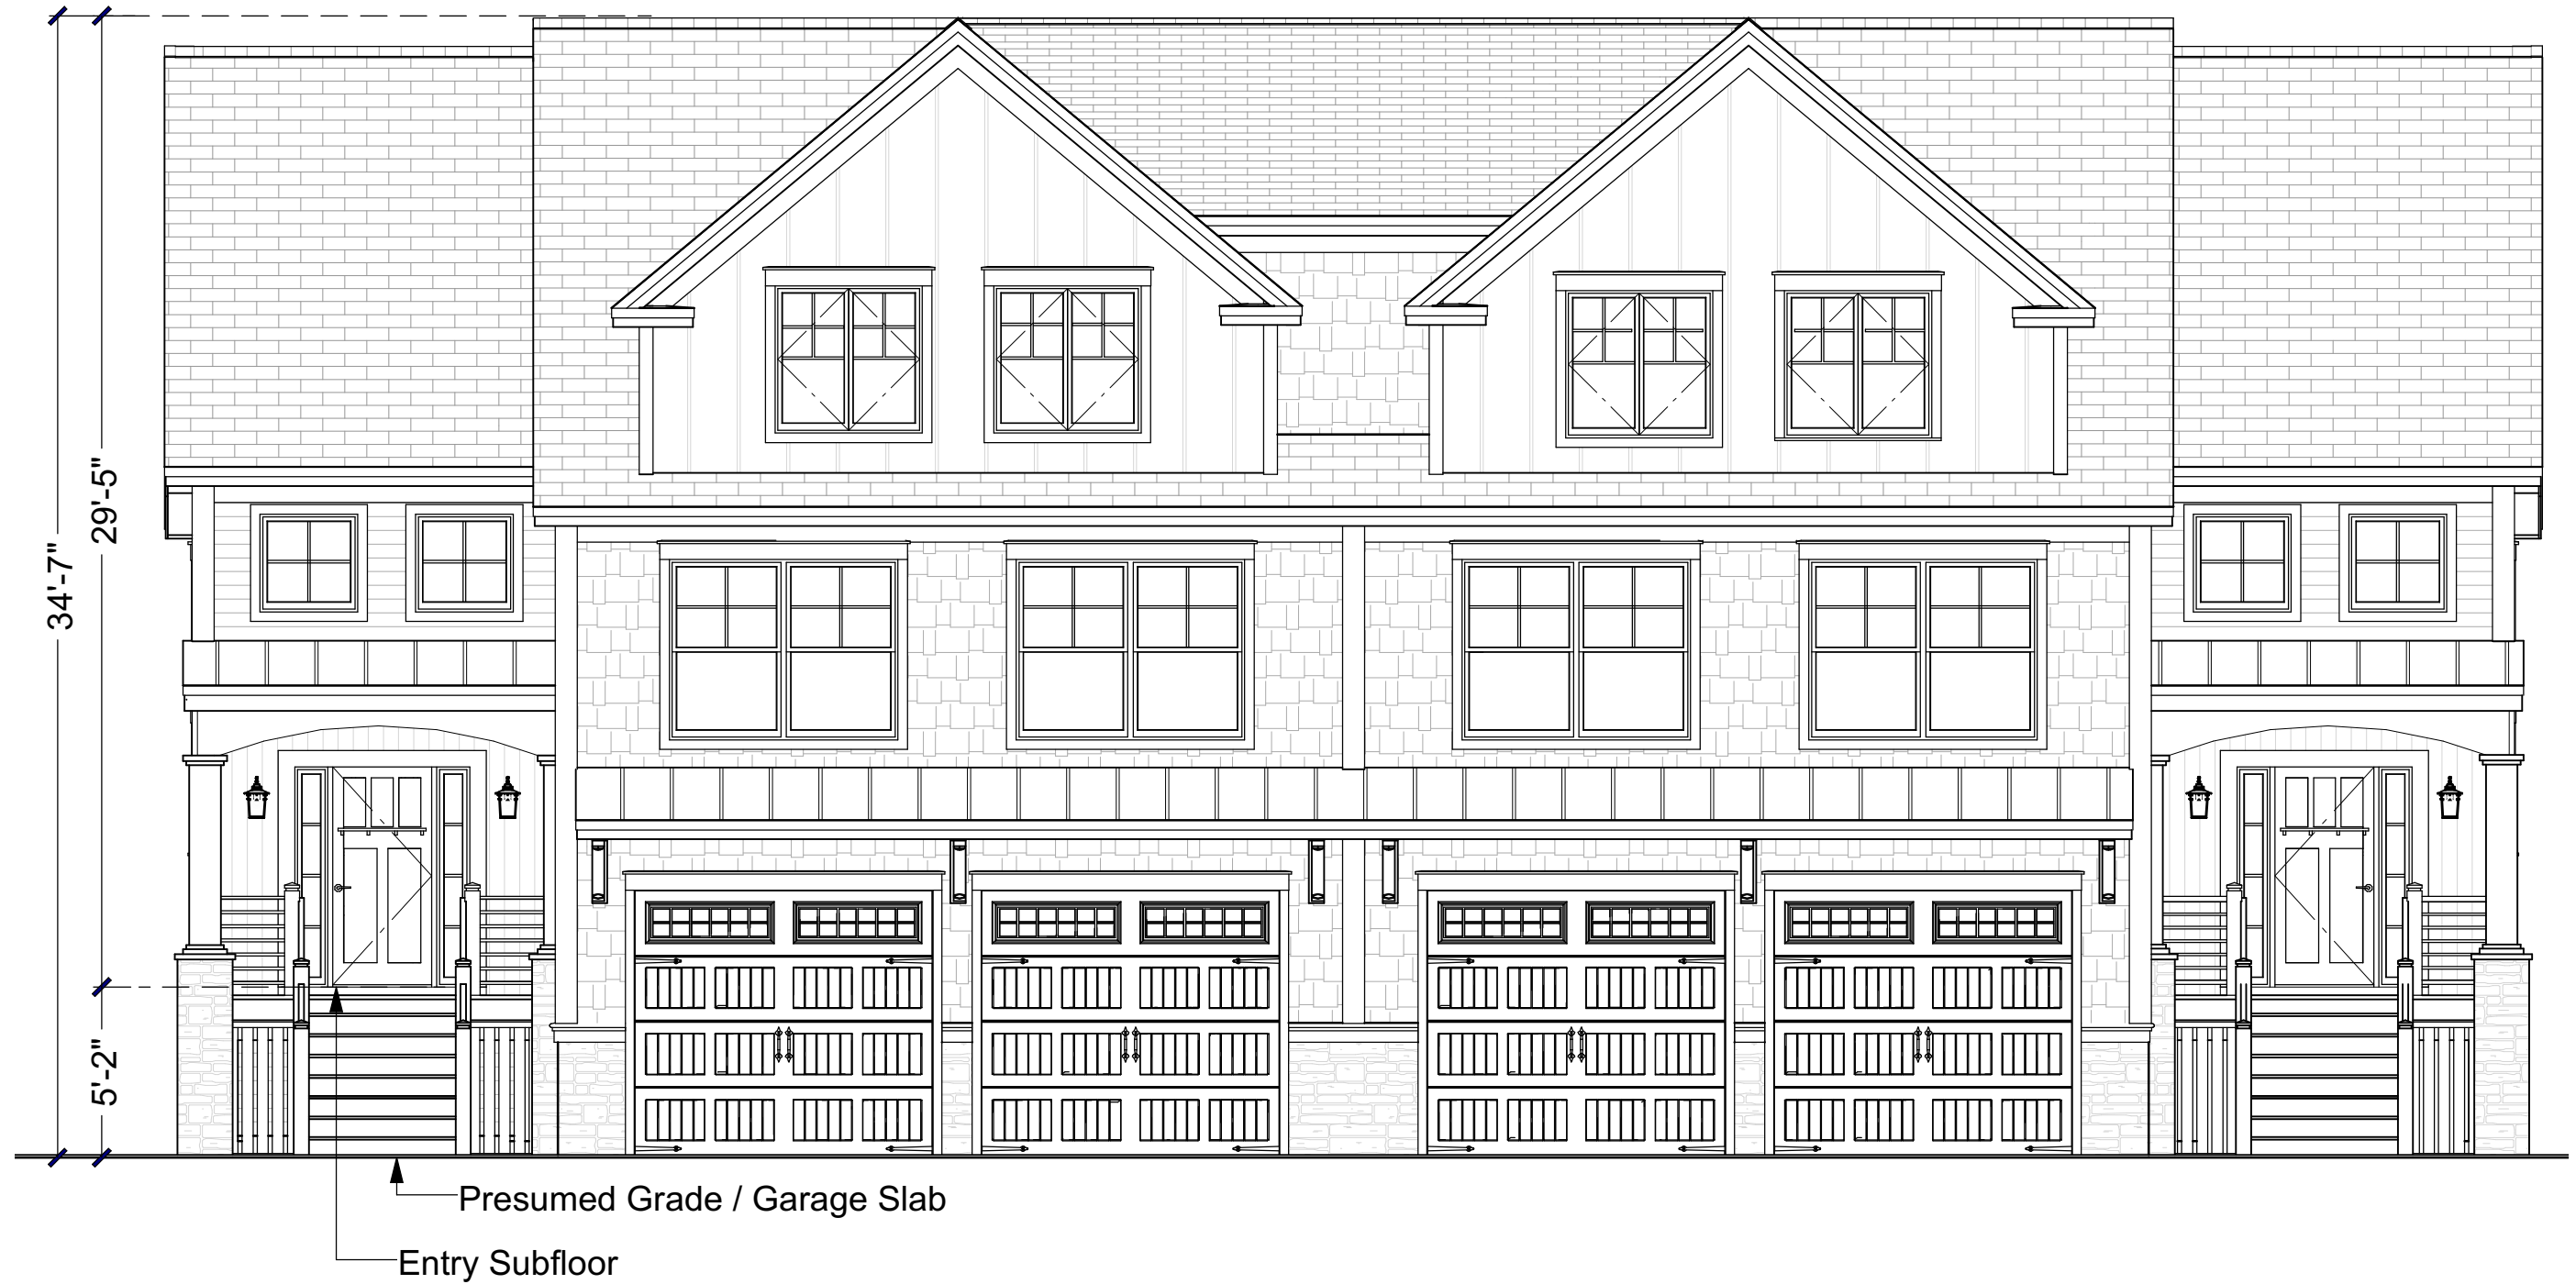 29'-5"
34'-7"
5'-2"
Presumed Grade / Garage Slab
Entry Subfloor